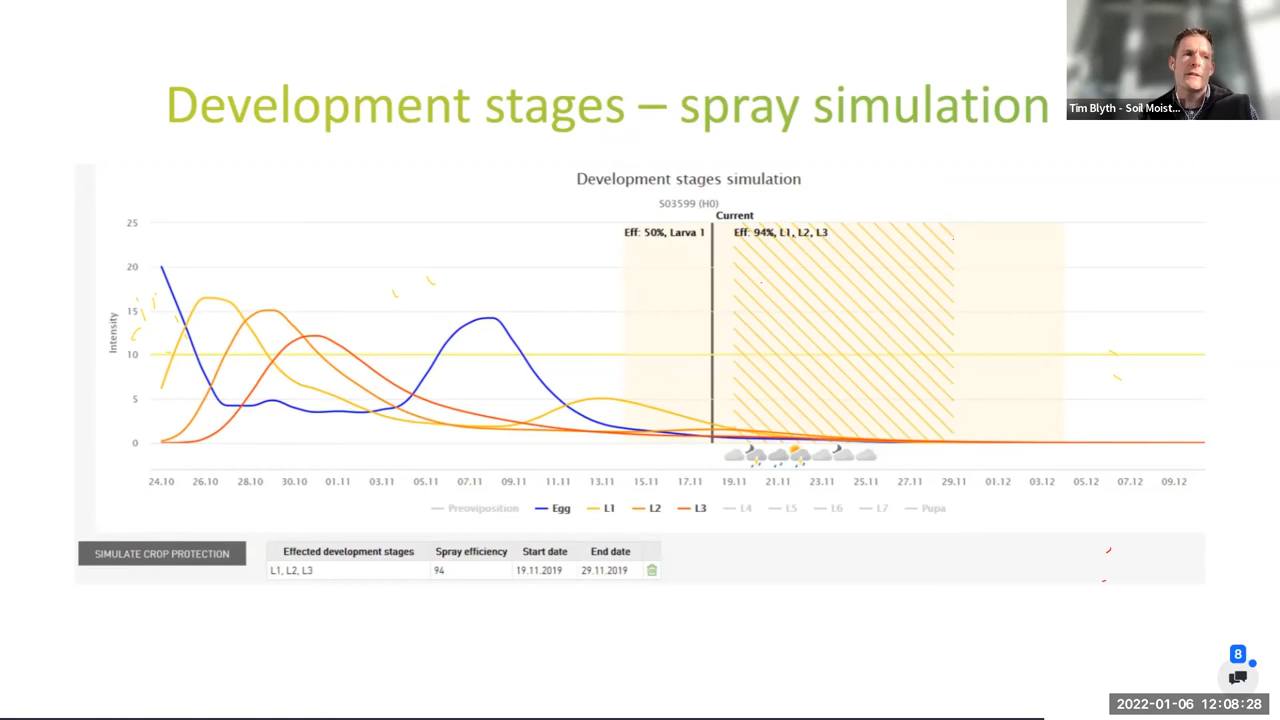 Tim Blyth - Soil Moist...
Development stages – spray simulation
Development stages simulation
S03599 (H0)
Current
Eff: 50%, Larva 1
Eff: 94%, L1, L2, L3
Intensity
25
20
15
10
5
0
24.10 26.10 28.10 30.10 01.11 03.11 05.11 07.11 09.11 11.11 13.11 15.11 17.11 19.11 21.11 23.11 25.11 27.11 29.11 01.12 03.12 05.12 07.12 09.12
Preoviposition Egg L1 L2 L3 L4 L5 L6 L7 Pupa
SIMULATE CROP PROTECTION
Effected development stages Spray efficiency Start date End date
L1, L2, L3 94 19.11.2019 29.11.2019
8
2022-01-06 12:08:28